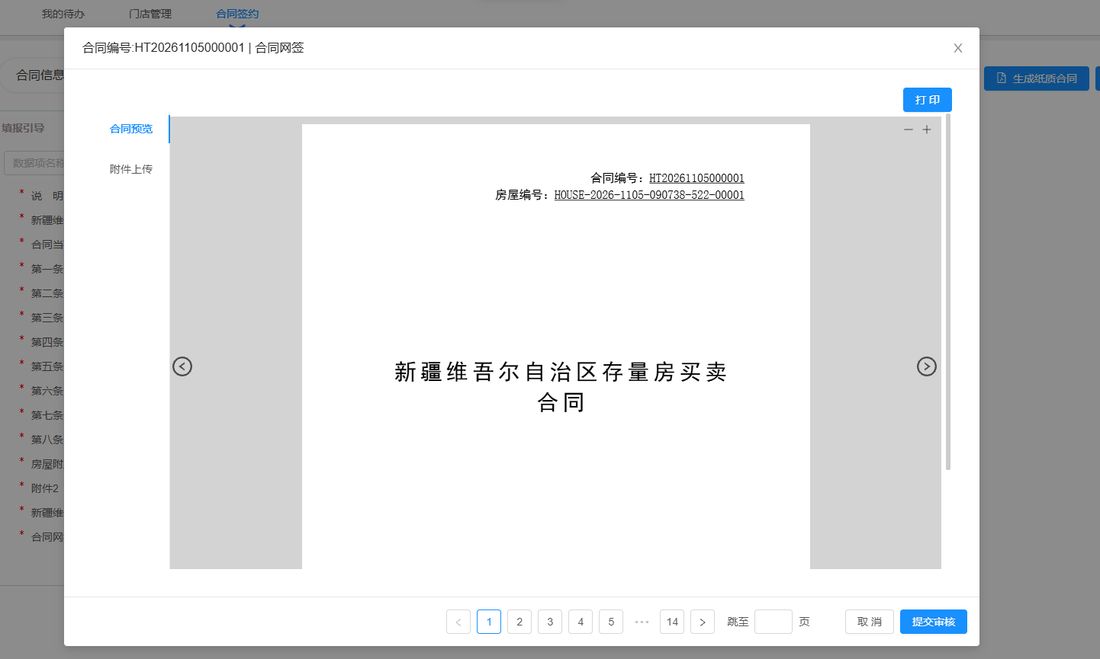 我的待办 门店管理 合同签约
合同编号:HT20261105000001 | 合同网签
合同信息
生成纸质合同
打 印
填报引导
合同预览
数据项名称
附件上传
* 说 明
* 新疆维
* 合同当
* 第一条
* 第二条
* 第三条
* 第四条
* 第五条
* 第六条
* 第七条
* 第八条
* 房屋附
* 附件2
* 新疆维
* 合同网
合同编号：HT20261105000001
房屋编号：HOUSE-2026-1105-090738-522-00001
新疆维吾尔自治区存量房买卖
合同
< 1 2 3 4 5 ··· 14 > 跳至 页 取 消 提交审核